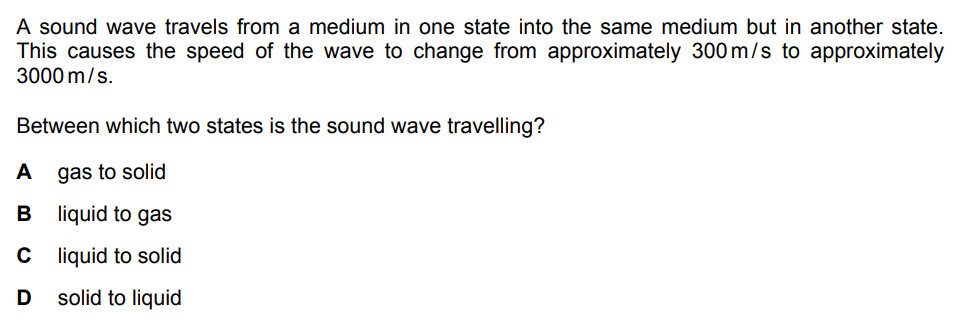 A sound wave travels from a medium in one state into the same medium but in another state.
This causes the speed of the wave to change from approximately 300 m/s to approximately
3000 m/s.
Between which two states is the sound wave travelling?
A gas to solid
B liquid to gas
C liquid to solid
D solid to liquid